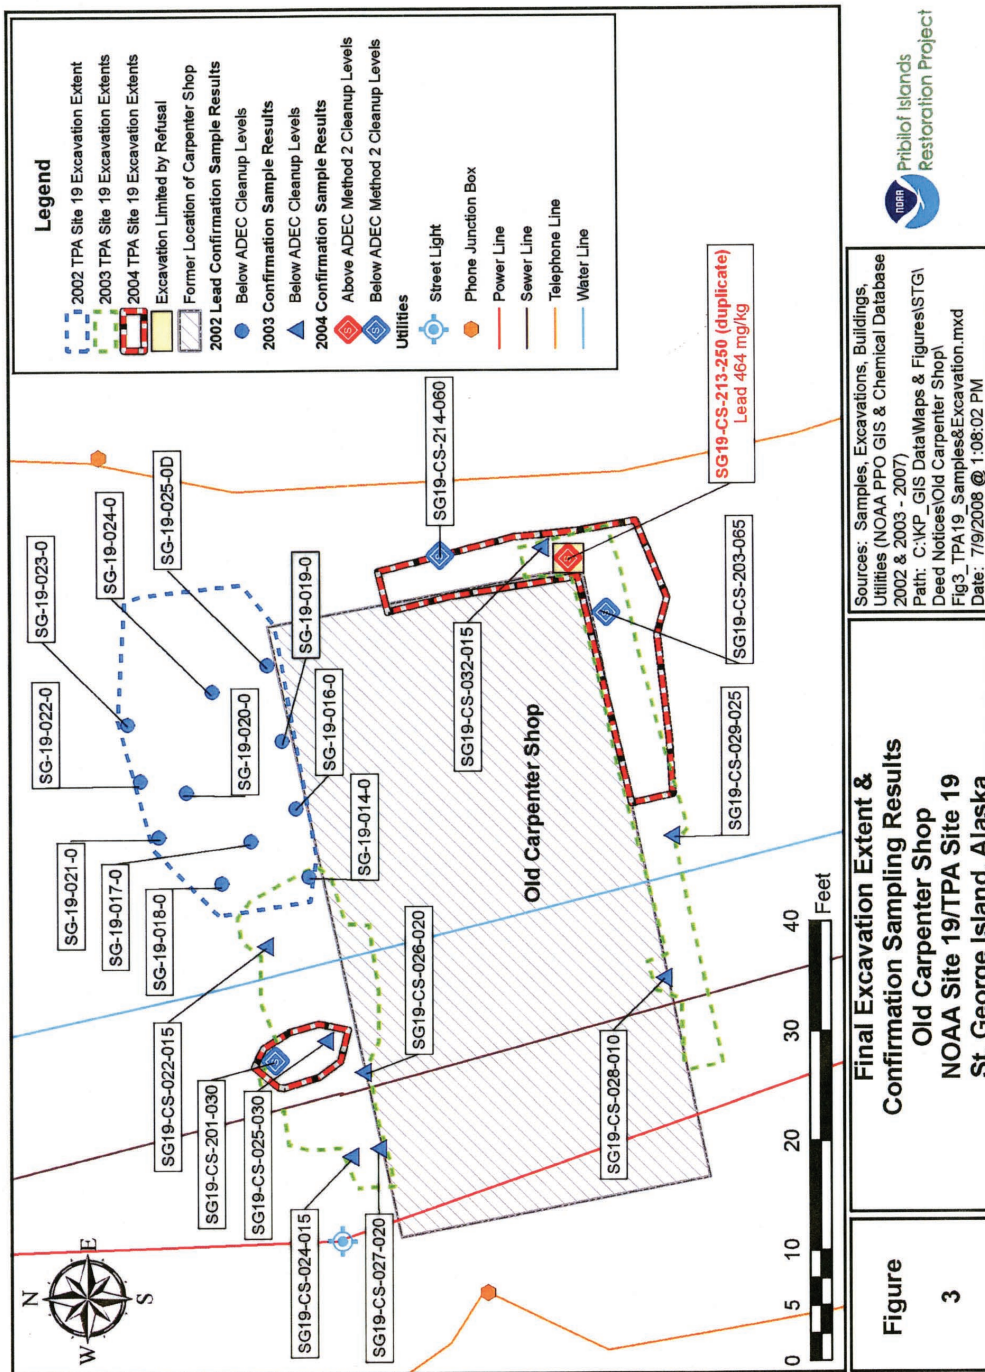 N
W
E
S
SG-19-023-0
SG-19-022-0
SG-19-024-0
SG-19-025-0D
SG-19-021-0
SG-19-017-0
SG-19-020-0
SG-19-018-0
SG-19-019-0
SG-19-016-0
SG-19-014-0
SG19-CS-022-015
SG19-CS-201-030
SG19-CS-025-030
SG19-CS-026-020
SG19-CS-024-015
SG19-CS-027-020
SG19-CS-214-060
SG19-CS-032-015
Old Carpenter Shop
SG19-CS-203-065
SG19-CS-029-025
SG19-CS-028-010
SG19-CS-213-250 (duplicate)
Lead 464 mg/kg
0
5
10
20
30
40
Feet
Legend
2002 TPA Site 19 Excavation Extent
2003 TPA Site 19 Excavation Extents
2004 TPA Site 19 Excavation Extents
Excavation Limited by Refusal
Former Location of Carpenter Shop
2002 Lead Confirmation Sample Results
Below ADEC Cleanup Levels
2003 Confirmation Sample Results
Below ADEC Cleanup Levels
2004 Confirmation Sample Results
Above ADEC Method 2 Cleanup Levels
Below ADEC Method 2 Cleanup Levels
Utilities
Street Light
Phone Junction Box
Power Line
Sewer Line
Telephone Line
Water Line
Figure
3
Final Excavation Extent &
Confirmation Sampling Results
Old Carpenter Shop
NOAA Site 19/TPA Site 19
St. George Island, Alaska
Sources: Samples, Excavations, Buildings,
Utilities (NOAA PPO GIS & Chemical Database
2002 & 2003 - 2007)
Path: C:\KP_GIS Data\Maps & Figures\STG\
Deed Notices\Old Carpenter Shop\
Fig3_TPA19_Samples&Excavation.mxd
Date: 7/9/2008 @ 1:08:02 PM
NOAA
Pribilof Islands
Restoration Project